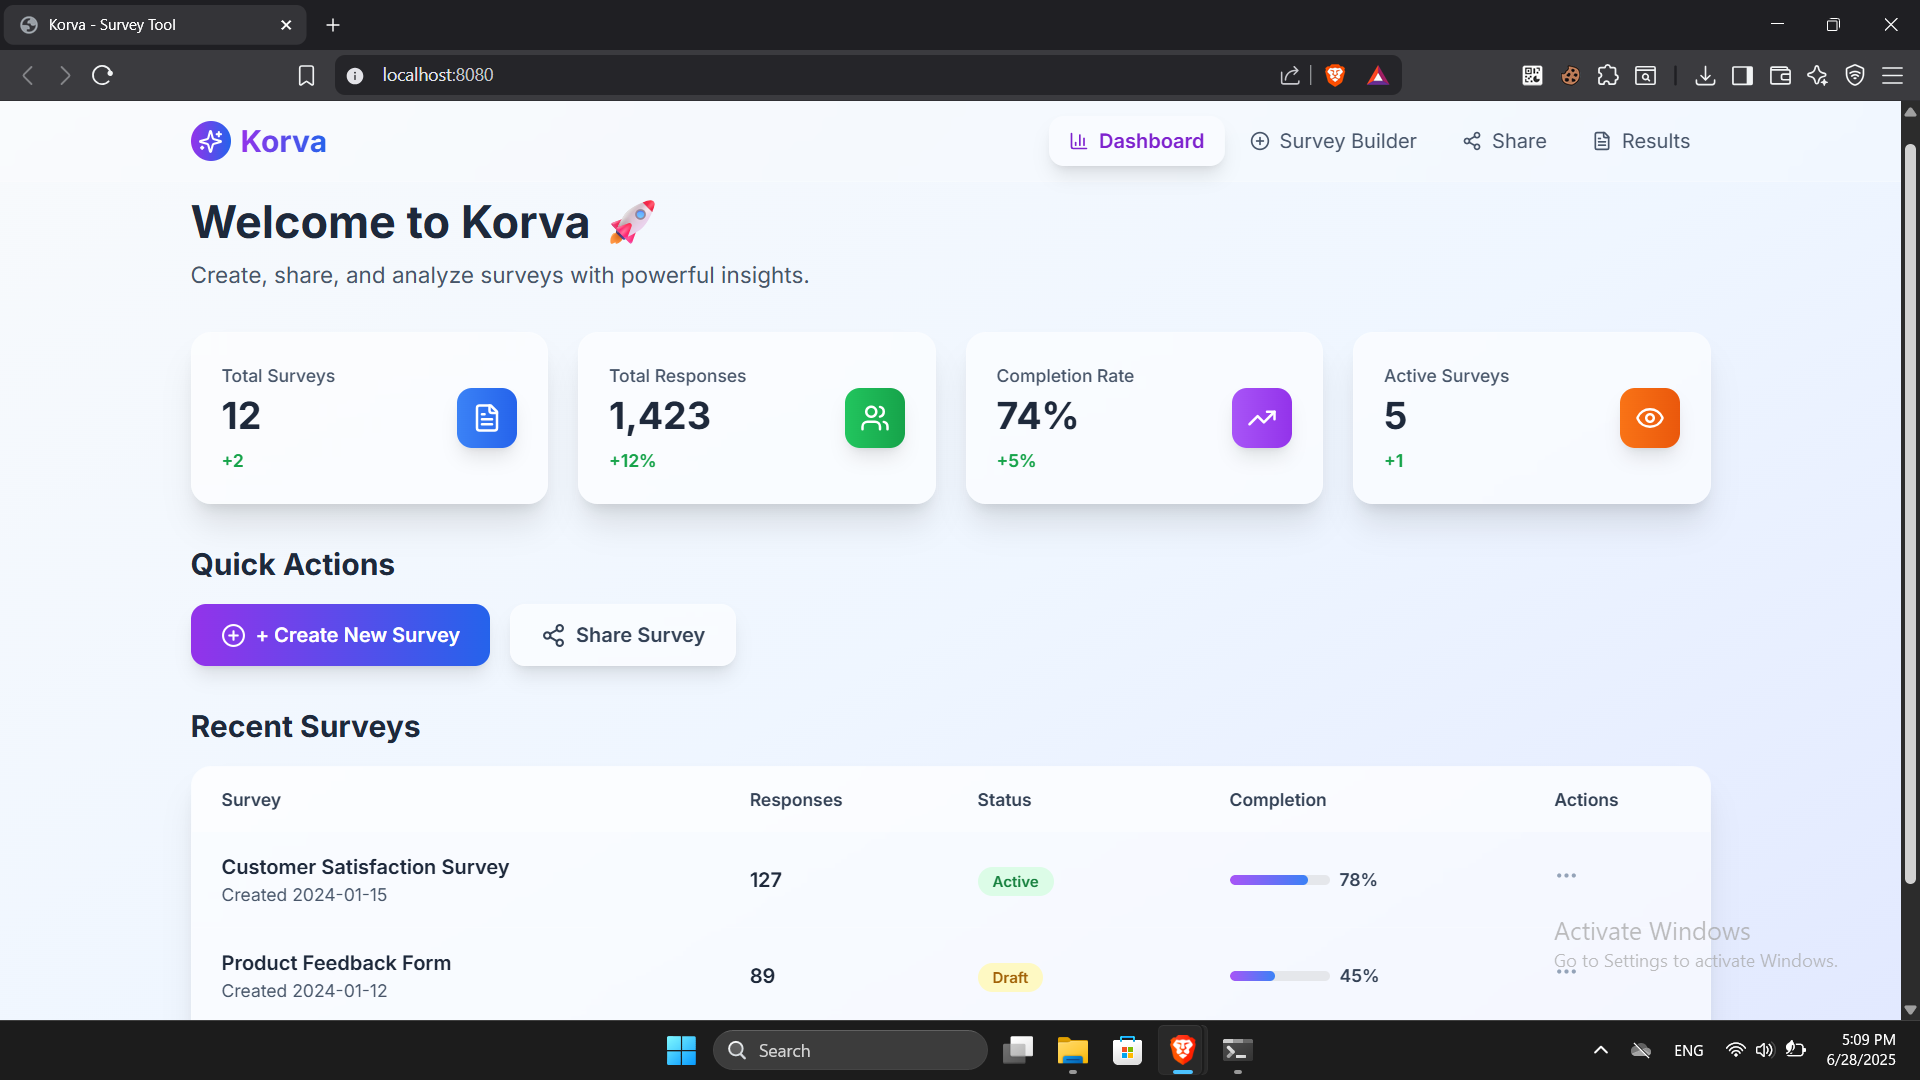 Korva - Survey Tool
localhost:8080
Korva
Dashboard
Survey Builder
Share
Results
Welcome to Korva 🚀
Create, share, and analyze surveys with powerful insights.
Total Surveys
12
+2
Total Responses
1,423
+12%
Completion Rate
74%
+5%
Active Surveys
5
+1
Quick Actions
+ Create New Survey
Share Survey
Recent Surveys
Survey Responses Status Completion Actions
Customer Satisfaction Survey
Created 2024-01-15
127
Active
78%
...
Product Feedback Form
Created 2024-01-12
89
Draft
45%
...
Activate Windows
Go to Settings to activate Windows.
Search
ENG
5:09 PM
6/28/2025